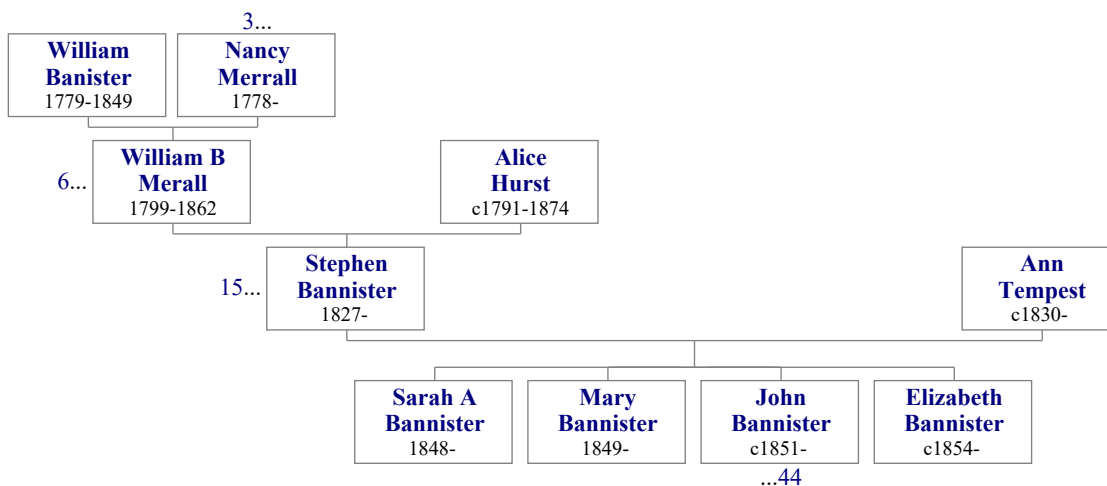 3...
William
Banister
1779-1849
Nancy
Merrall
1778-
6...
William B
Merall
1799-1862
Alice
Hurst
c1791-1874
15...
Stephen
Bannister
1827-
Ann
Tempest
c1830-
Sarah A
Bannister
1848-
Mary
Bannister
1849-
John
Bannister
c1851-
Elizabeth
Bannister
c1854-
...44